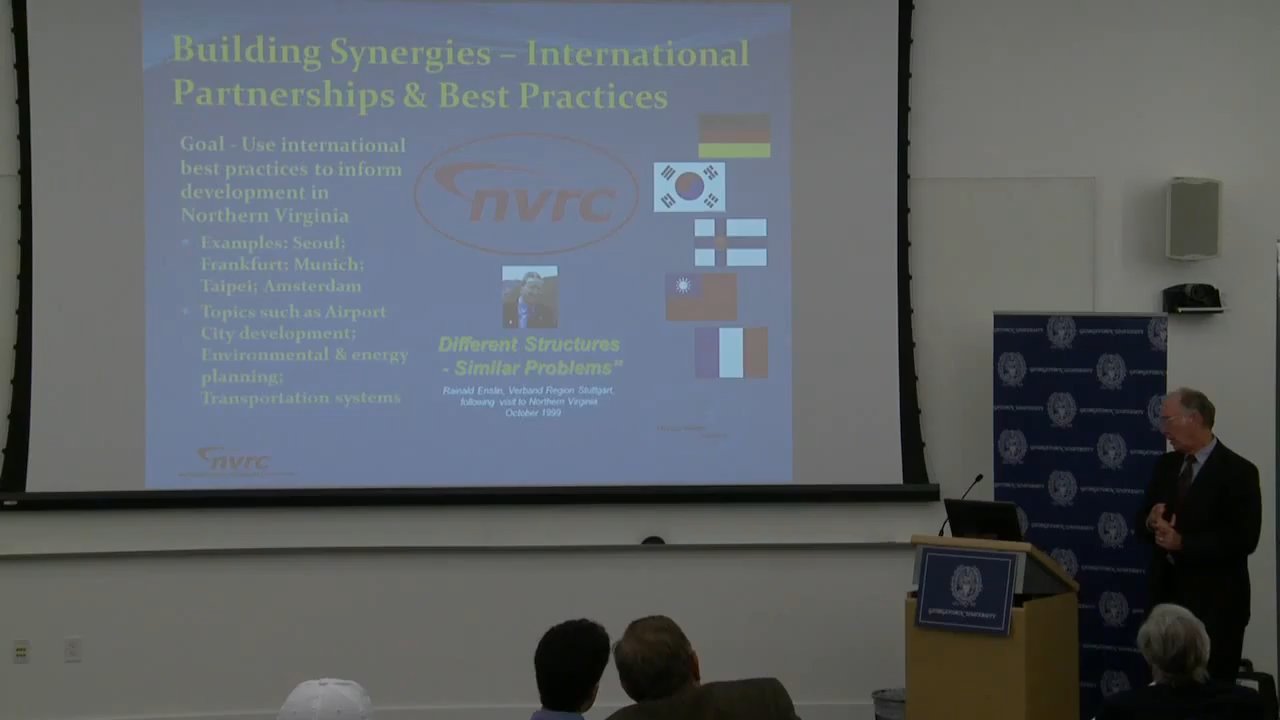 Building Synergies – International
Partnerships & Best Practices
Goal - Use international
best practices to inform
development in
Northern Virginia
Examples: Seoul;
Frankfurt; Munich;
Taipei; Amsterdam
Topics such as Airport
City development;
Environmental & energy
planning;
Transportation systems
nvrc
Different Structures
- Similar Problems"
Rainald Enslin, Verband Region Stuttgart,
following visit to Northern Virginia
October 1999
nvrc
GEORGETOWN UNIVERSITY
GEORGETOWN UNIVERSITY